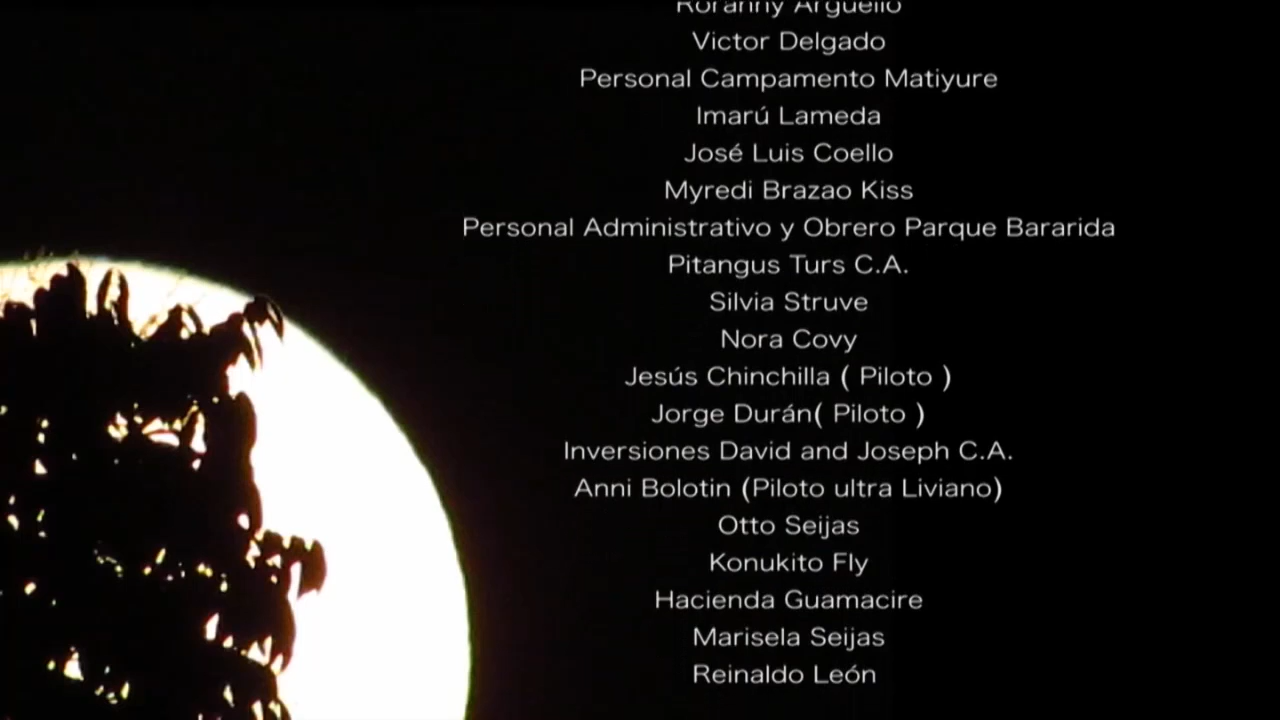 Roranny Arguello
Victor Delgado
Personal Campamento Matiyure
Imarú Lameda
José Luis Coello
Myredi Brazao Kiss
Personal Administrativo y Obrero Parque Bararida
Pitangus Turs C.A.
Silvia Struve
Nora Covy
Jesús Chinchilla ( Piloto )
Jorge Durán( Piloto )
Inversiones David and Joseph C.A.
Anni Bolotin (Piloto ultra Liviano)
Otto Seijas
Konukito Fly
Hacienda Guamacire
Marisela Seijas
Reinaldo León